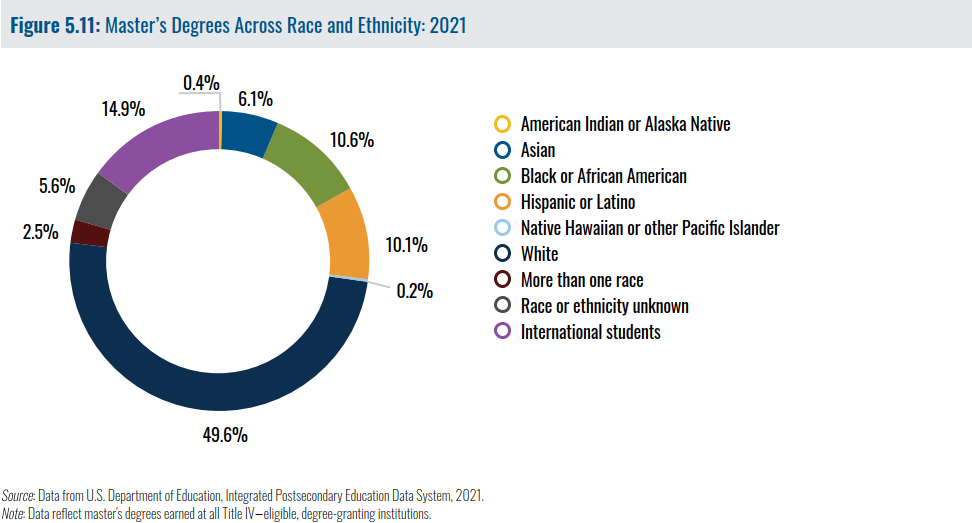 Figure 5.11: Master's Degrees Across Race and Ethnicity: 2021
0.4%
6.1%
14.9%
10.6%
5.6%
2.5%
10.1%
0.2%
49.6%
American Indian or Alaska Native
Asian
Black or African American
Hispanic or Latino
Native Hawaiian or other Pacific Islander
White
More than one race
Race or ethnicity unknown
International students
Source: Data from U.S. Department of Education, Integrated Postsecondary Education Data System, 2021.
Note: Data reflect master's degrees earned at all Title IV—eligible, degree-granting institutions.